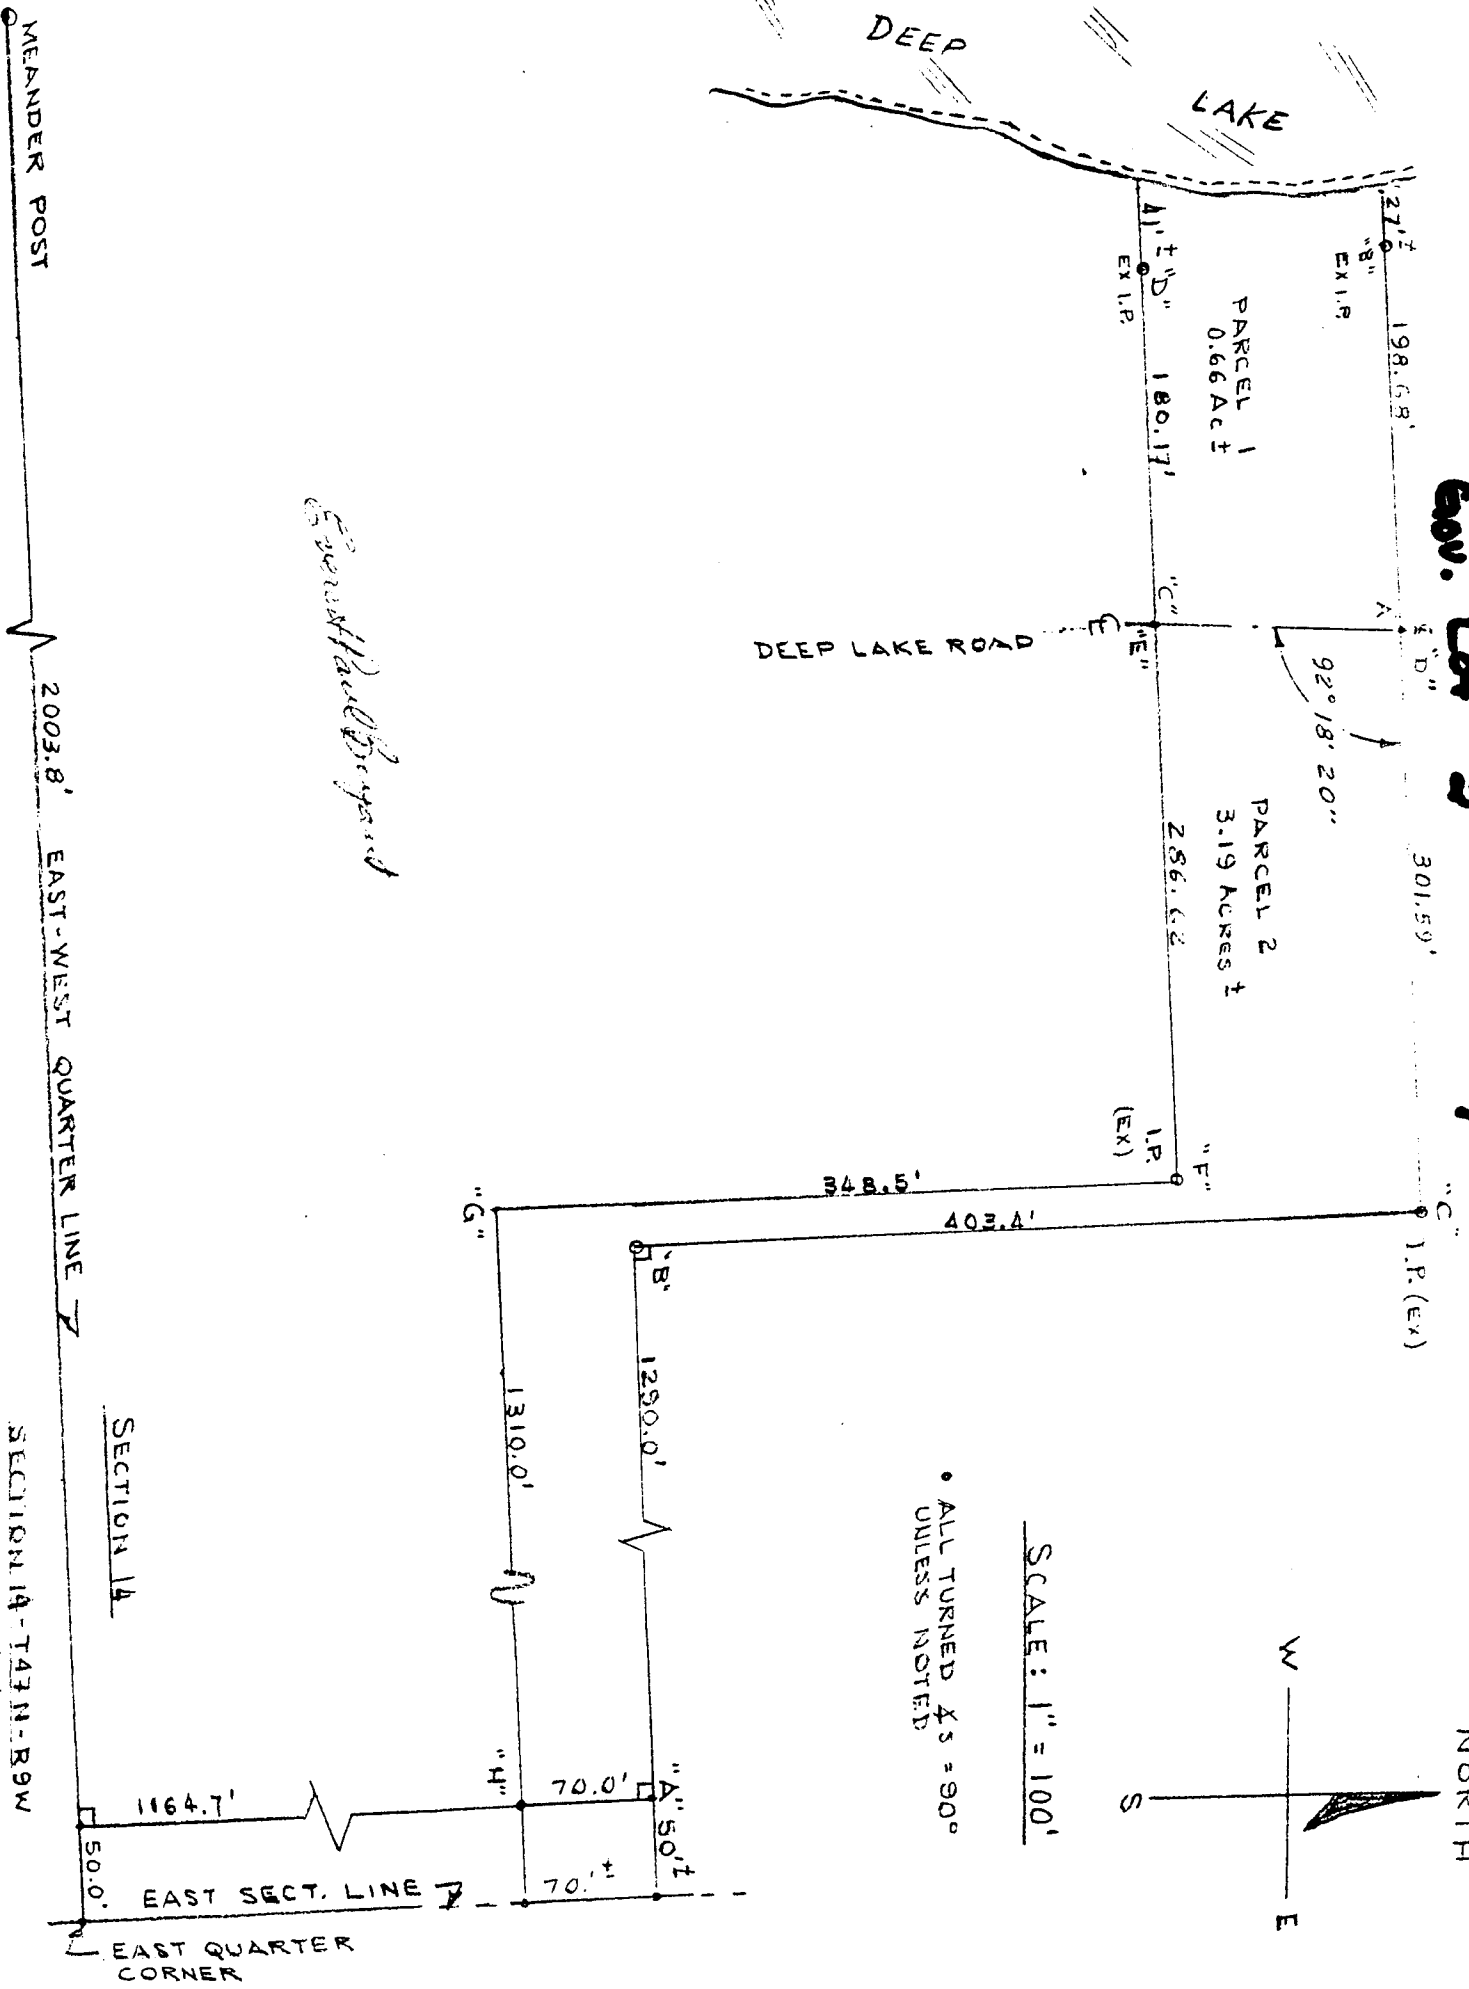 DEEP
LAKE
MEANDER POST
27'±
"B"
EX I.P.
198.68'
41'±
"D"
EX I.P.
PARCEL 1
0.66 Ac ±
180.17'
GOV. LOT
A
"D"
"C"
"E"
DEEP LAKE ROAD
92° 18' 20"
301.59'
PARCEL 2
3.19 ACRES ±
286.62
"F"
I.P.
(EX)
"C"
I.P. (EX)
348.5'
403.4'
"G"
"B"
1290.0'
1310.0'
2003.8' EAST-WEST QUARTER LINE
SECTION 14
SECTION 14-T47N-R9W
• ALL TURNED ∡S = 90°
UNLESS NOTED
SCALE: 1" = 100'
NORTH
W
S
E
"H"
70.0'
"A"
50'±
1164.7'
50.0'
70.'±
EAST SECT. LINE
EAST QUARTER
CORNER